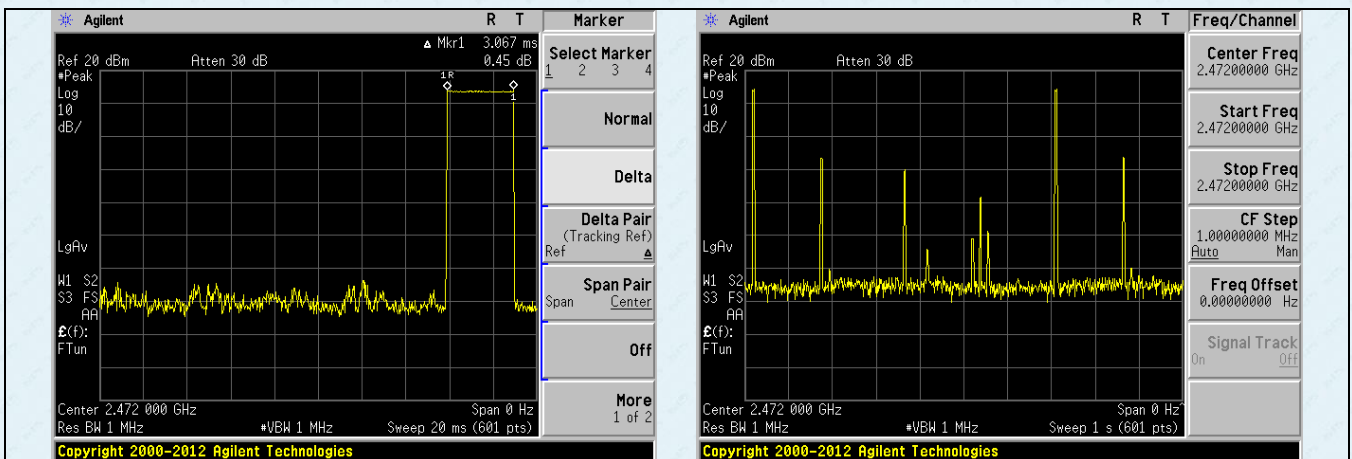 Agilent R T Marker
Δ Mkr1 3.067 ms
Ref 20 dBm Atten 30 dB 0.45 dB
#Peak
Log
10
dB/
1R
1
LgAv
W1 S2
S3 FS
AA
£(f):
FTun
Center 2.472 000 GHz Span 0 Hz
Res BW 1 MHz #VBW 1 MHz Sweep 20 ms (601 pts)
Copyright 2000-2012 Agilent Technologies
Select Marker
1 2 3 4
Normal
Delta
Delta Pair
(Tracking Ref)
Ref Δ
Span Pair
Span Center
Off
More
1 of 2
Agilent R T Freq/Channel
Ref 20 dBm Atten 30 dB
#Peak
Log
10
dB/
LgAv
W1 S2
S3 FS
AA
£(f):
FTun
Center 2.472 000 GHz Span 0 Hz^
Res BW 1 MHz #VBW 1 MHz Sweep 1 s (601 pts)
Copyright 2000-2012 Agilent Technologies
Center Freq
2.47200000 GHz
Start Freq
2.47200000 GHz
Stop Freq
2.47200000 GHz
CF Step
1.00000000 MHz
Auto Man
Freq Offset
0.00000000 Hz
Signal Track
On Off